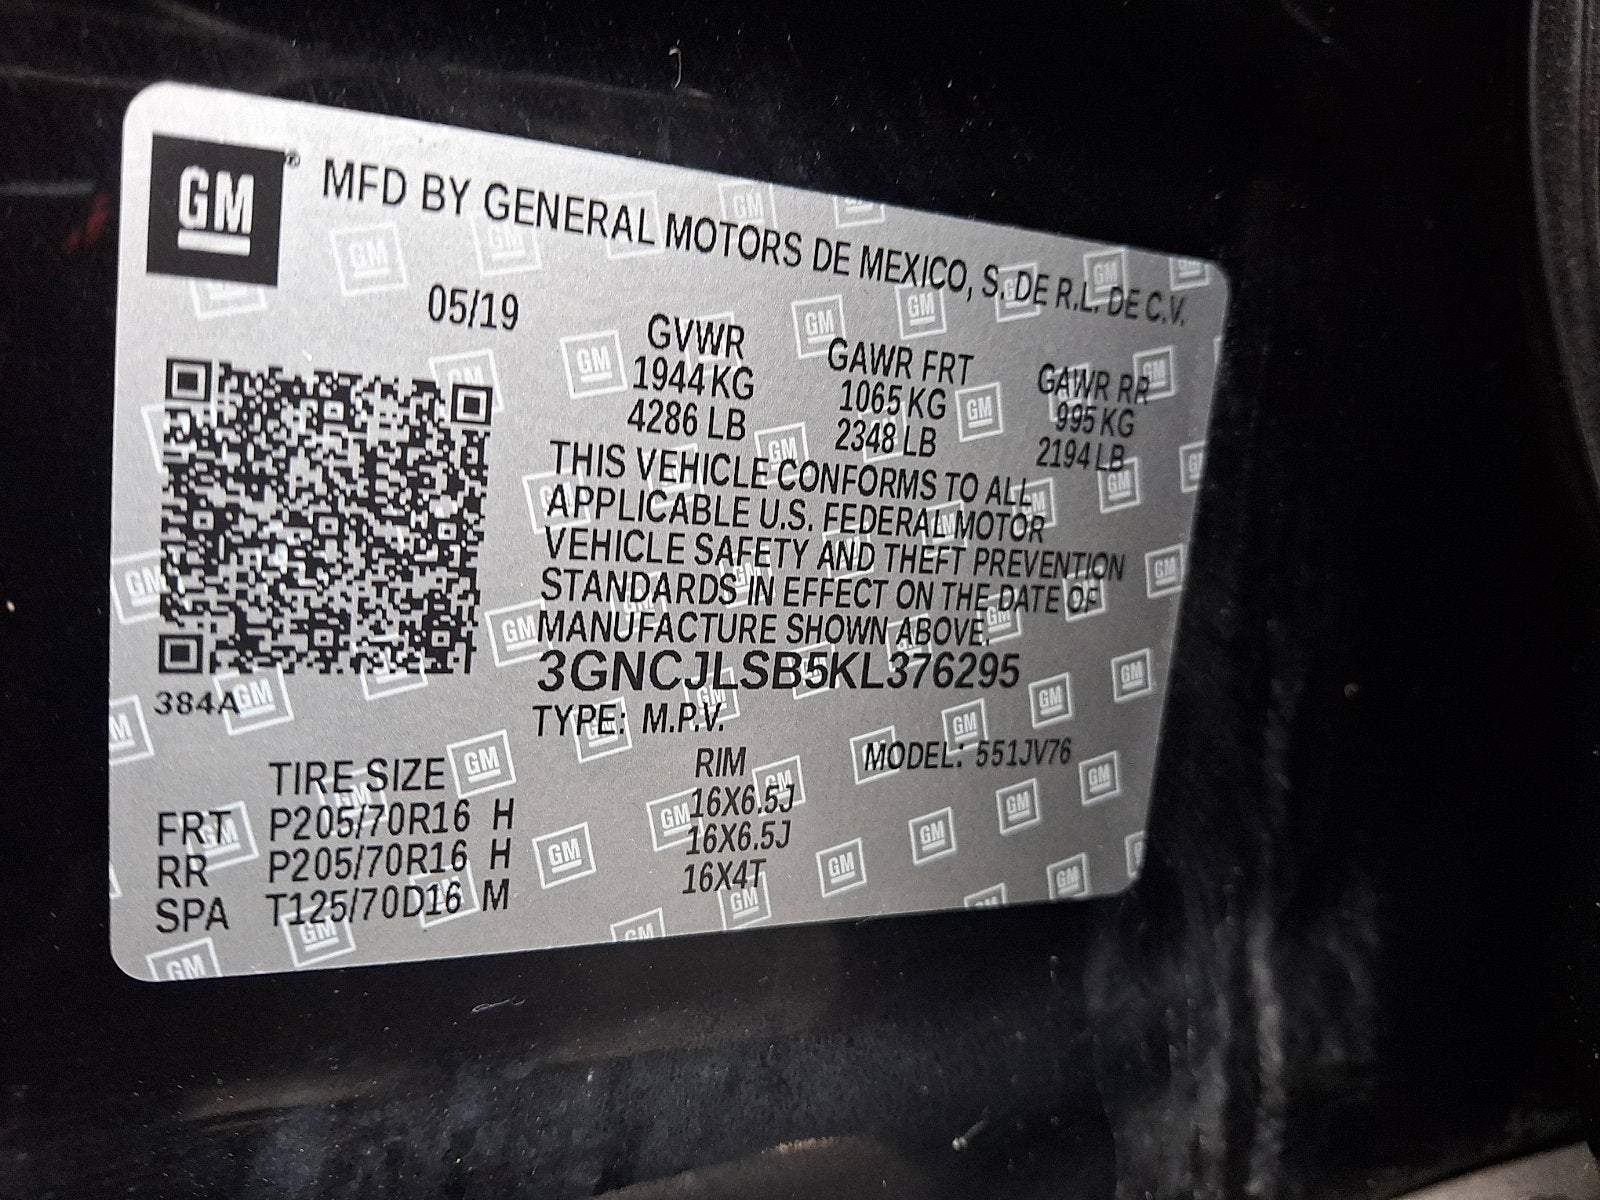 GM ® MFD BY GENERAL MOTORS DE MEXICO, S. DE R.L. DE C.V.
05/19
GVWR GAWR FRT GAWR RR
1944 KG 1065 KG 995 KG
4286 LB 2348 LB 2194 LB
THIS VEHICLE CONFORMS TO ALL
APPLICABLE U.S. FEDERAL MOTOR
VEHICLE SAFETY AND THEFT PREVENTION
STANDARDS IN EFFECT ON THE DATE OF
MANUFACTURE SHOWN ABOVE.
3GNCJLSB5KL376295
384A
TYPE: M.P.V. MODEL: 551JV76
TIRE SIZE RIM
FRT P205/70R16 H 16X6.5J
RR P205/70R16 H 16X6.5J
SPA T125/70D16 M 16X4T